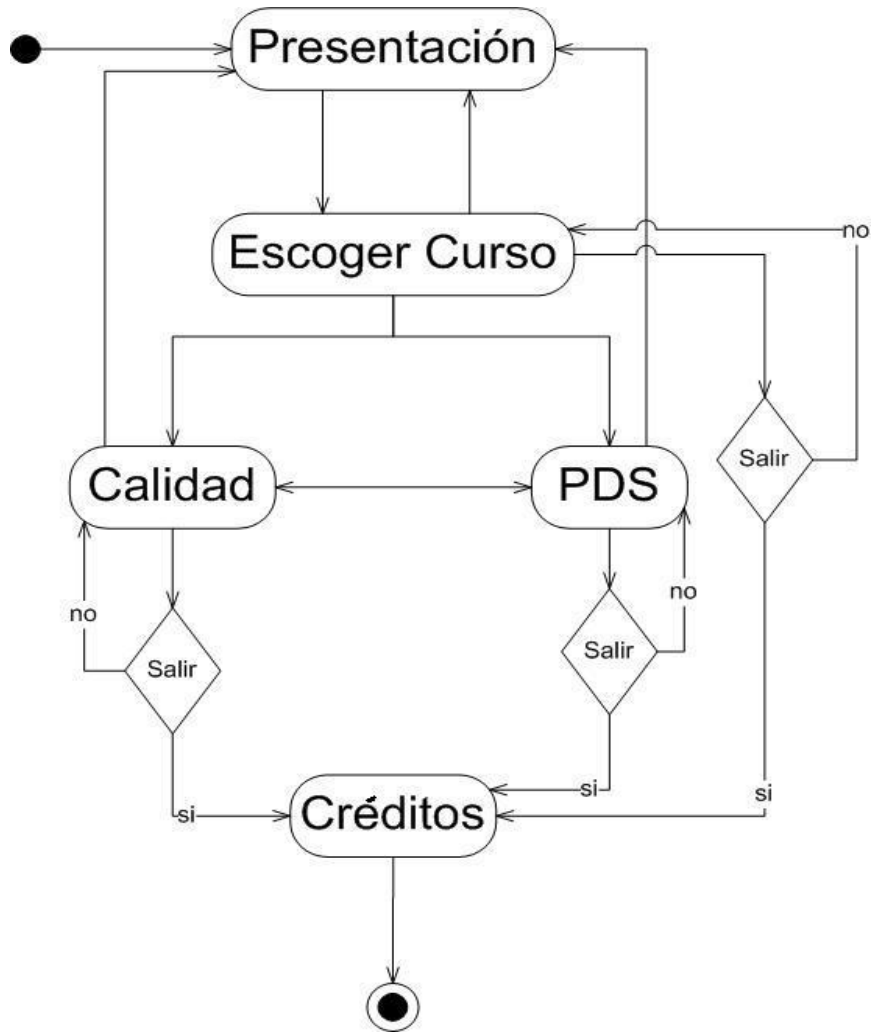 Presentación
Escoger Curso
no
Salir
Calidad
PDS
no
no
Salir
Salir
si
si
si
Créditos